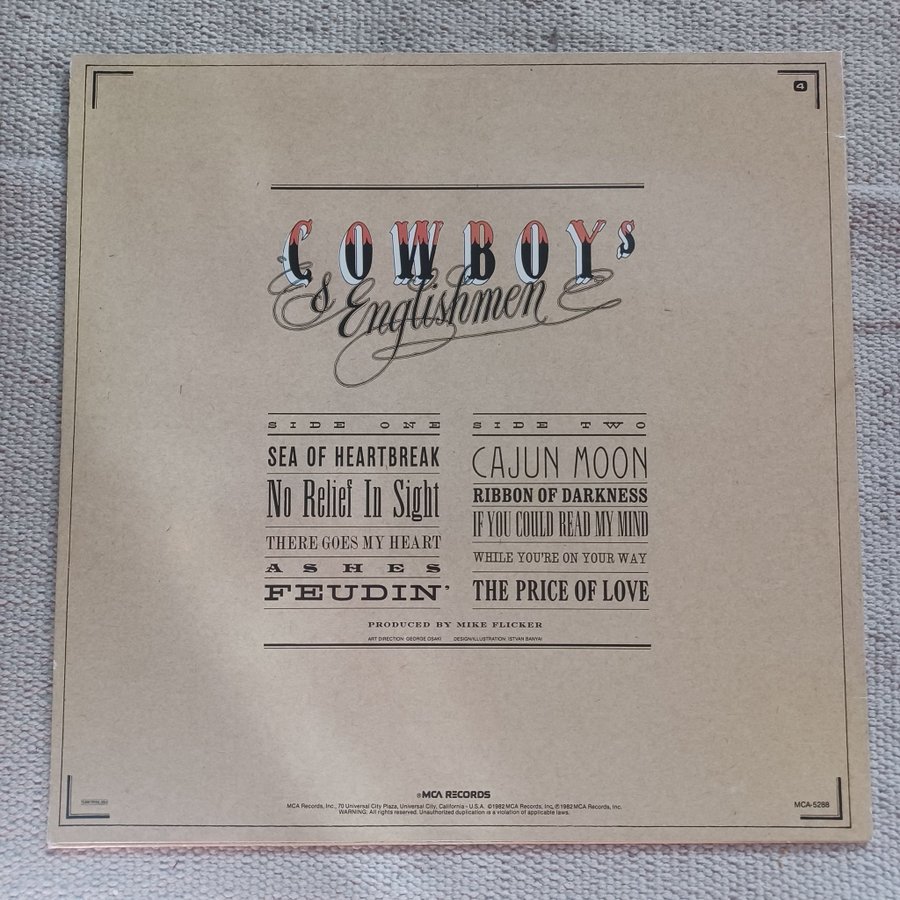 4
COWBOYS
& Englishmen
SIDE ONE
SEA OF HEARTBREAK
No Relief In Sight
THERE GOES MY HEART
ASHES
FEUDIN'
SIDE TWO
CAJUN MOON
RIBBON OF DARKNESS
IF YOU COULD READ MY MIND
WHILE YOU'RE ON YOUR WAY
THE PRICE OF LOVE
PRODUCED BY MIKE FLICKER
ART DIRECTION: GEORGE OSAKI DESIGN/ILLUSTRATION: ISTVAN BANYAI
MCA RECORDS
MCA Records, Inc., 70 Universal City Plaza, Universal City, California - U.S.A. ©1982 MCA Records, Inc. ℗1982 MCA Records, Inc.
WARNING: All rights reserved. Unauthorized duplication is a violation of applicable laws.
MCA-5288